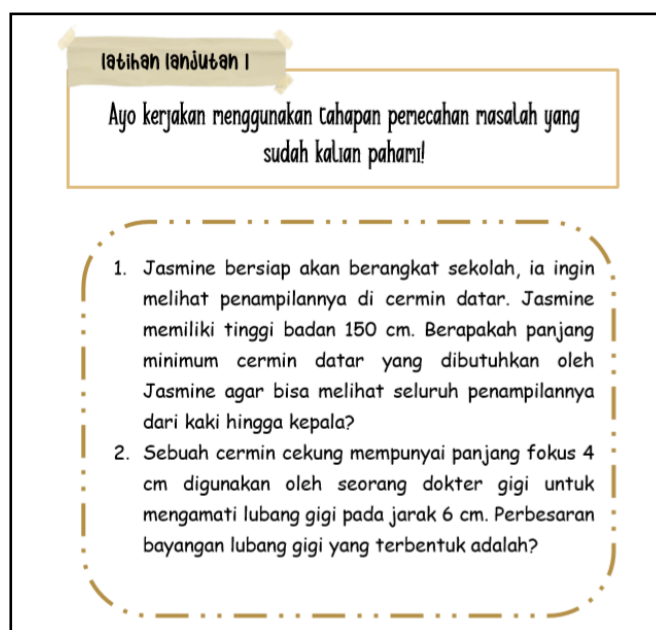 latihan lanjutan 1
Ayo kerjakan menggunakan tahapan pemecahan masalah yang
sudah kalian pahami!
1. Jasmine bersiap akan berangkat sekolah, ia ingin
melihat penampilannya di cermin datar. Jasmine
memiliki tinggi badan 150 cm. Berapakah panjang
minimum cermin datar yang dibutuhkan oleh
Jasmine agar bisa melihat seluruh penampilannya
dari kaki hingga kepala?
2. Sebuah cermin cekung mempunyai panjang fokus 4
cm digunakan oleh seorang dokter gigi untuk
mengamati lubang gigi pada jarak 6 cm. Perbesaran
bayangan lubang gigi yang terbentuk adalah?